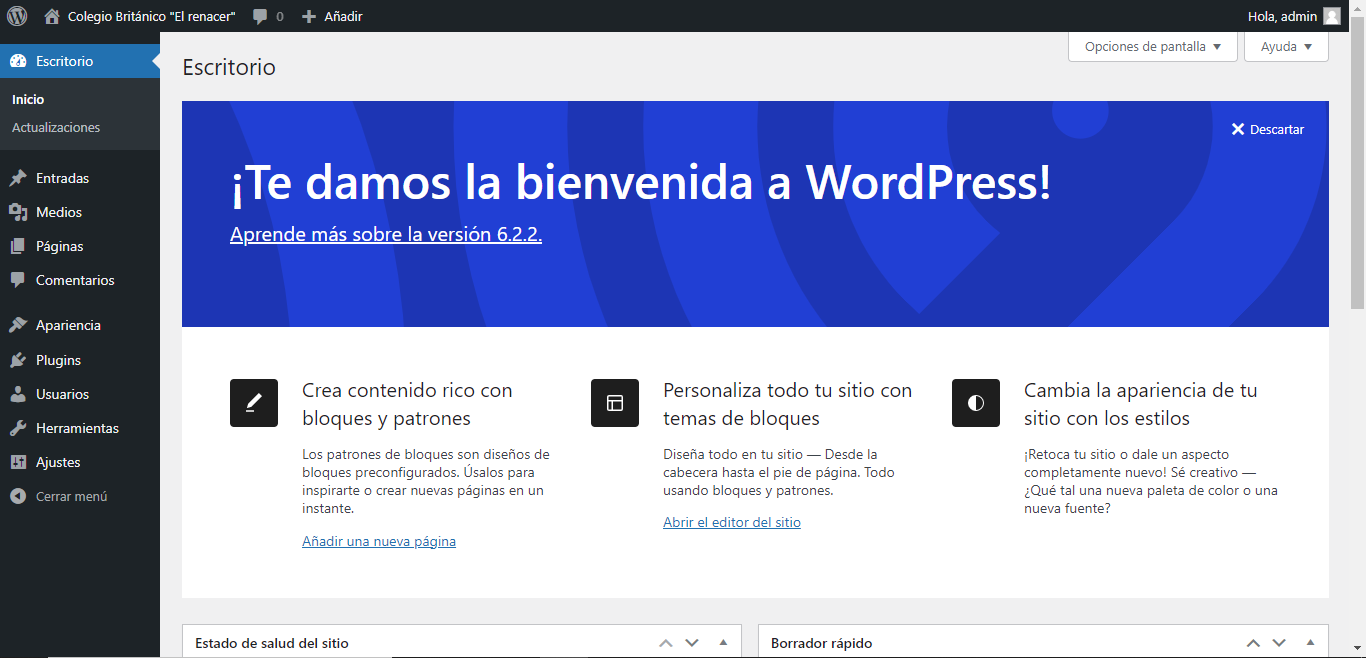 Colegio Británico "El renacer"
0
Añadir
Hola, admin
Escritorio
Inicio
Actualizaciones
Entradas
Medios
Páginas
Comentarios
Apariencia
Plugins
Usuarios
Herramientas
Ajustes
Cerrar menú
Opciones de pantalla
Ayuda
Escritorio
Descartar
¡Te damos la bienvenida a WordPress!
Aprende más sobre la versión 6.2.2.
Crea contenido rico con
bloques y patrones
Los patrones de bloques son diseños de
bloques preconfigurados. Úsalos para
inspirarte o crear nuevas páginas en un
instante.
Añadir una nueva página
Personaliza todo tu sitio con
temas de bloques
Diseña todo en tu sitio — Desde la
cabecera hasta el pie de página. Todo
usando bloques y patrones.
Abrir el editor del sitio
Cambia la apariencia de tu
sitio con los estilos
¡Retoca tu sitio o dale un aspecto
completamente nuevo! Sé creativo —
¿Qué tal una nueva paleta de color o una
nueva fuente?
Estado de salud del sitio
Borrador rápido